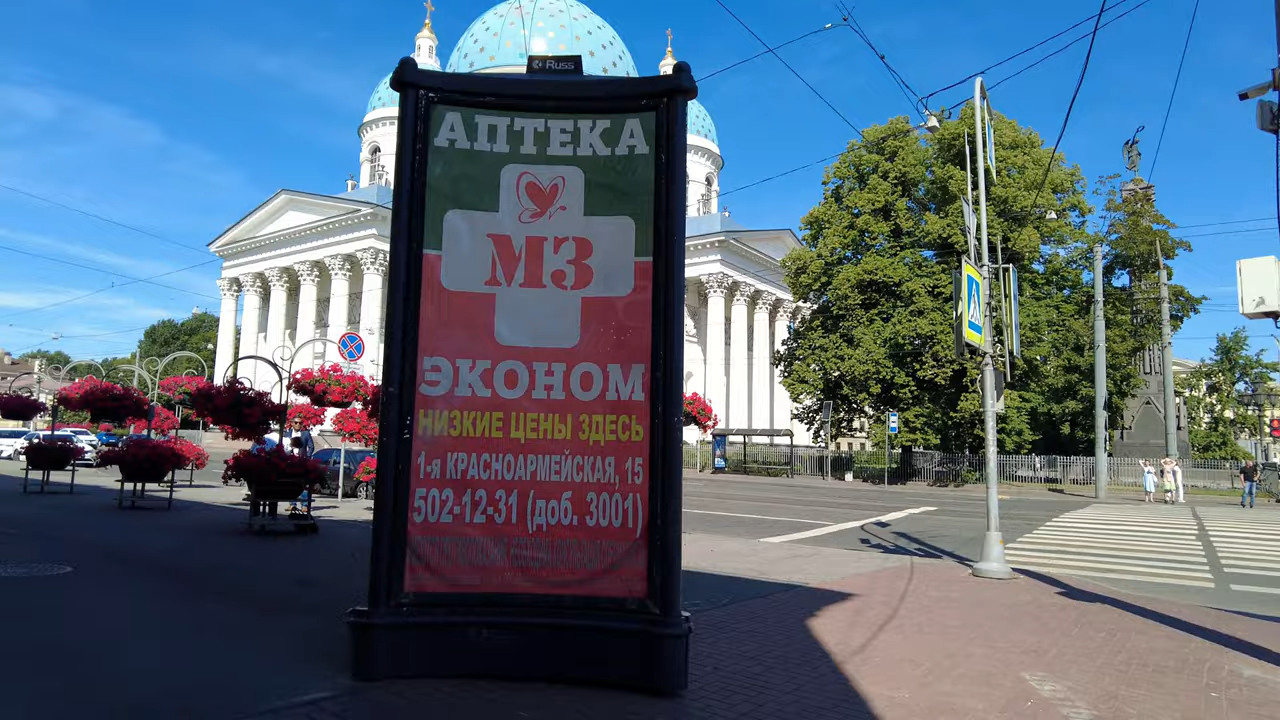 Russ
АПТЕКА
МЗ
ЭКОНОМ
НИЗКИЕ ЦЕНЫ ЗДЕСЬ
1-я КРАСНОАРМЕЙСКАЯ, 15
502-12-31 (доб. 3001)